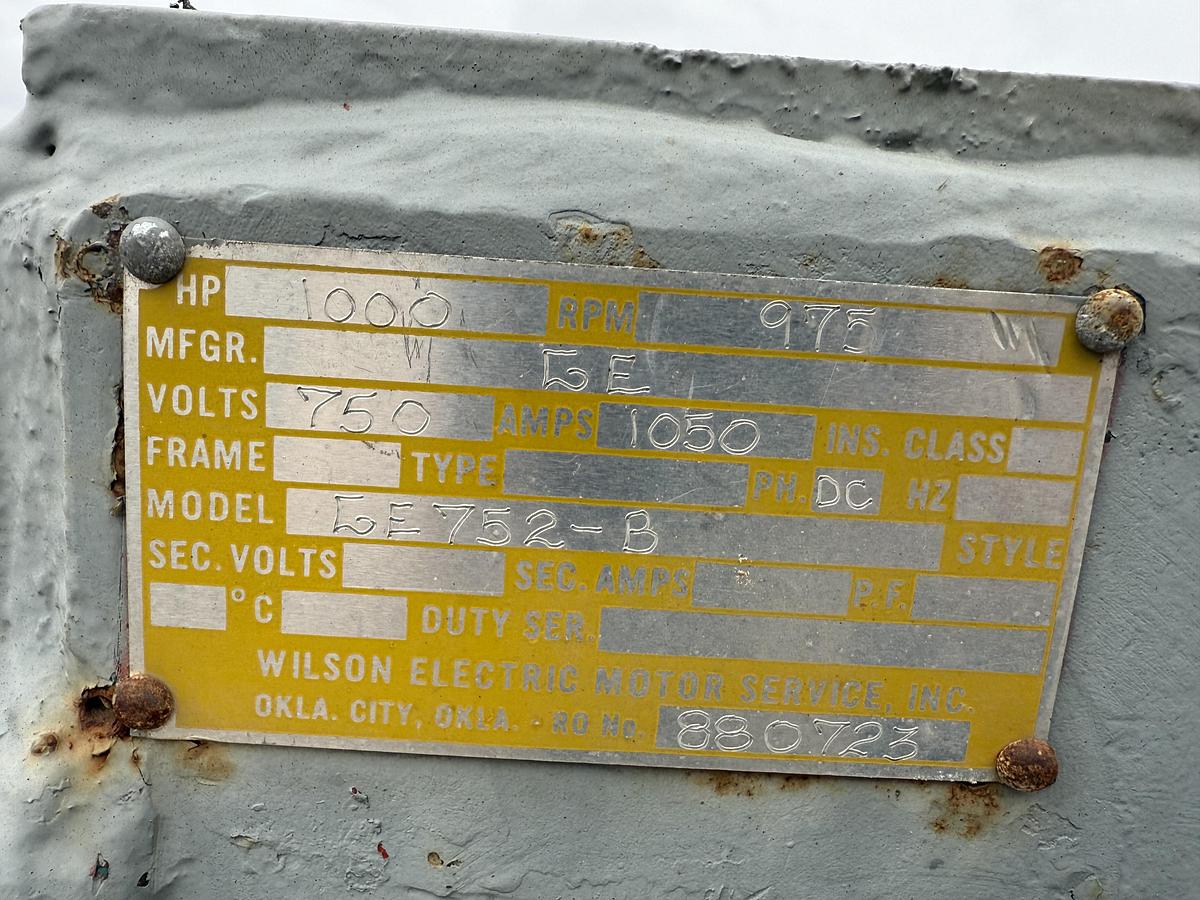 HP 1000 RPM 975
MFGR. GE
VOLTS 750 AMPS 1050 INS. CLASS
FRAME TYPE PH. DC HZ
MODEL GE752-B STYLE
SEC. VOLTS SEC. AMPS P.F.
°C DUTY SER.
WILSON ELECTRIC MOTOR SERVICE, INC.
OKLA. CITY, OKLA. - RO No. 880723